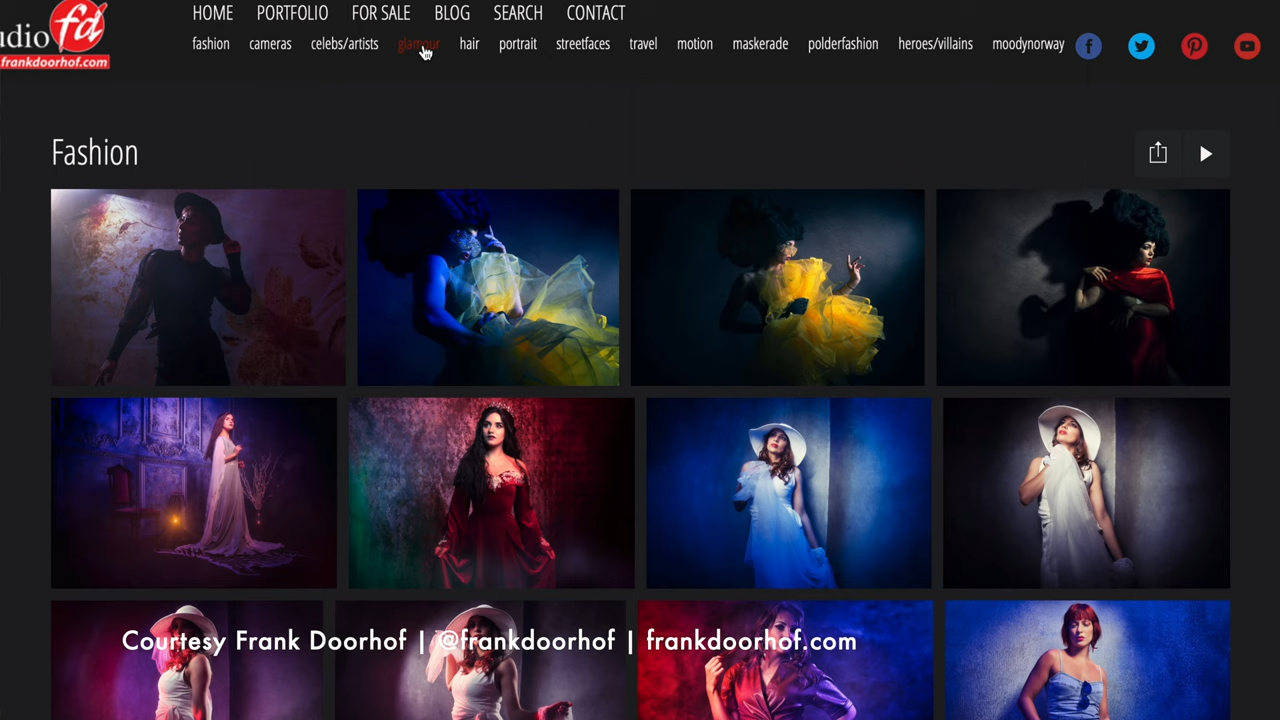 HOME PORTFOLIO FOR SALE BLOG SEARCH CONTACT
fashion cameras celebs/artists glamour hair portrait streetfaces travel motion maskerade polderfashion heroes/villains moodynorway
udio fd
frankdoorhof.com
Fashion
Courtesy Frank Doorhof | @frankdoorhof | frankdoorhof.com